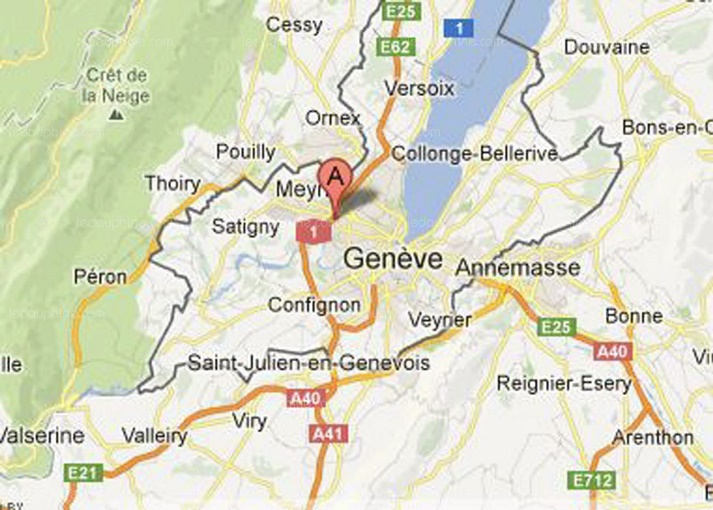 E25
1
Cessy
E62
Douvaine
Crêt de
la Neige
Versoix
Ornex
Bons-en-C
Pouilly
Collonge-Bellerive
Thoiry
Meyr
A
Satigny
1
Genève
Annemasse
Péron
Confignon
Veyrier
Bonne
E25
A40
Saint-Julien-en-Genevois
lle
Reignier-Esery
A40
Viry
A41
Valserine
Valleiry
Arenthon
E21
E712